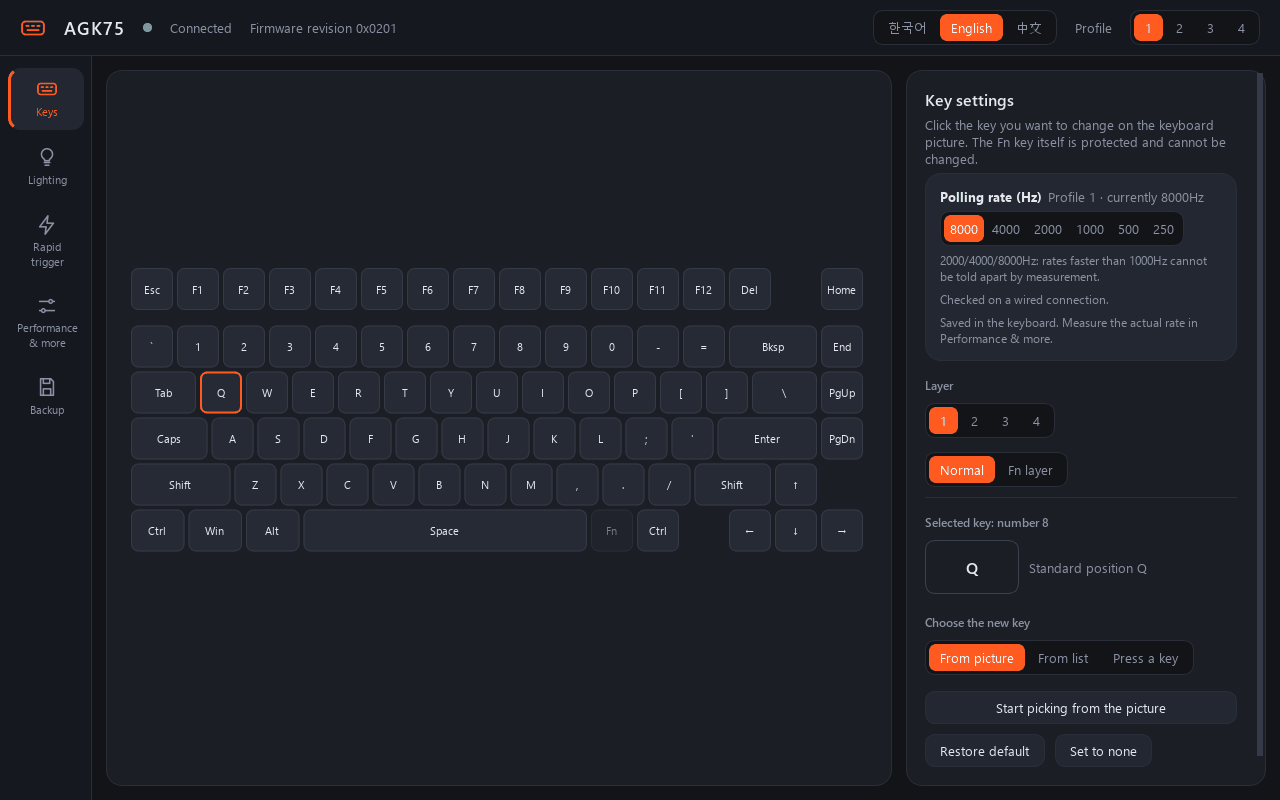 AGK75 Connected Firmware revision 0x0201 한국어 English 中文 Profile 1 2 3 4
Keys
Lighting
Rapid
trigger
Performance
& more
Backup
Esc F1 F2 F3 F4 F5 F6 F7 F8 F9 F10 F11 F12 Del Home
` 1 2 3 4 5 6 7 8 9 0 - = Bksp End
Tab Q W E R T Y U I O P [ ] \ PgUp
Caps A S D F G H J K L ; ' Enter PgDn
Shift Z X C V B N M , . / Shift ↑
Ctrl Win Alt Space Fn Ctrl ← ↓ →
Key settings
Click the key you want to change on the keyboard
picture. The Fn key itself is protected and cannot be
changed.
Polling rate (Hz) Profile 1 · currently 8000Hz
8000 4000 2000 1000 500 250
2000/4000/8000Hz: rates faster than 1000Hz cannot
be told apart by measurement.
Checked on a wired connection.
Saved in the keyboard. Measure the actual rate in
Performance & more.
Layer
1 2 3 4
Normal Fn layer
Selected key: number 8
Q Standard position Q
Choose the new key
From picture From list Press a key
Start picking from the picture
Restore default Set to none